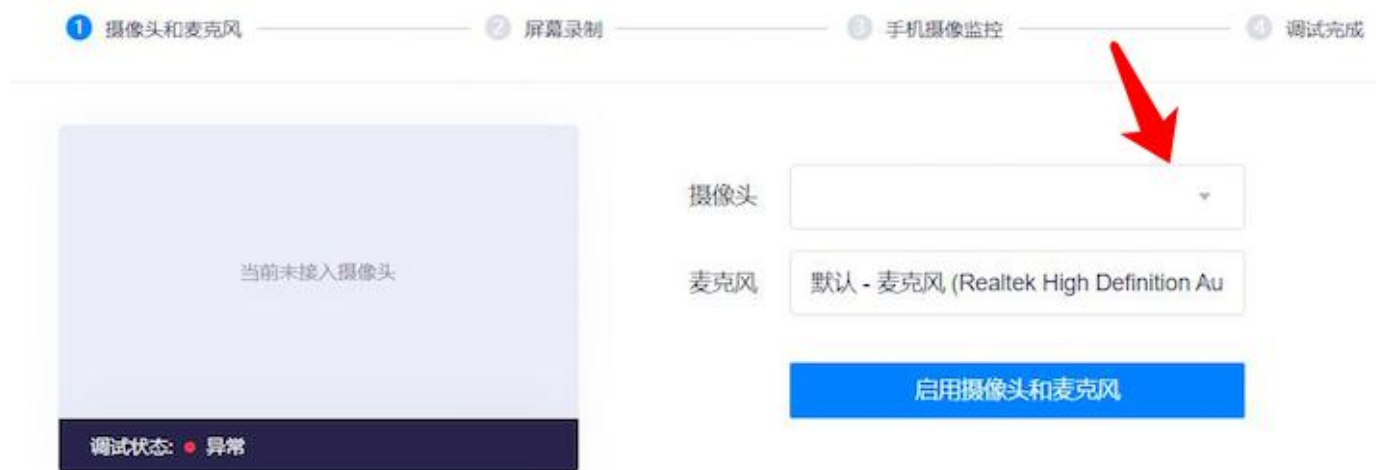 1 摄像头和麦克风 2 屏幕录制 3 手机摄像监控 4 调试完成
摄像头
当前未接入摄像头
麦克风 默认 - 麦克风 (Realtek High Definition Au
启用摄像头和麦克风
调试状态: 异常